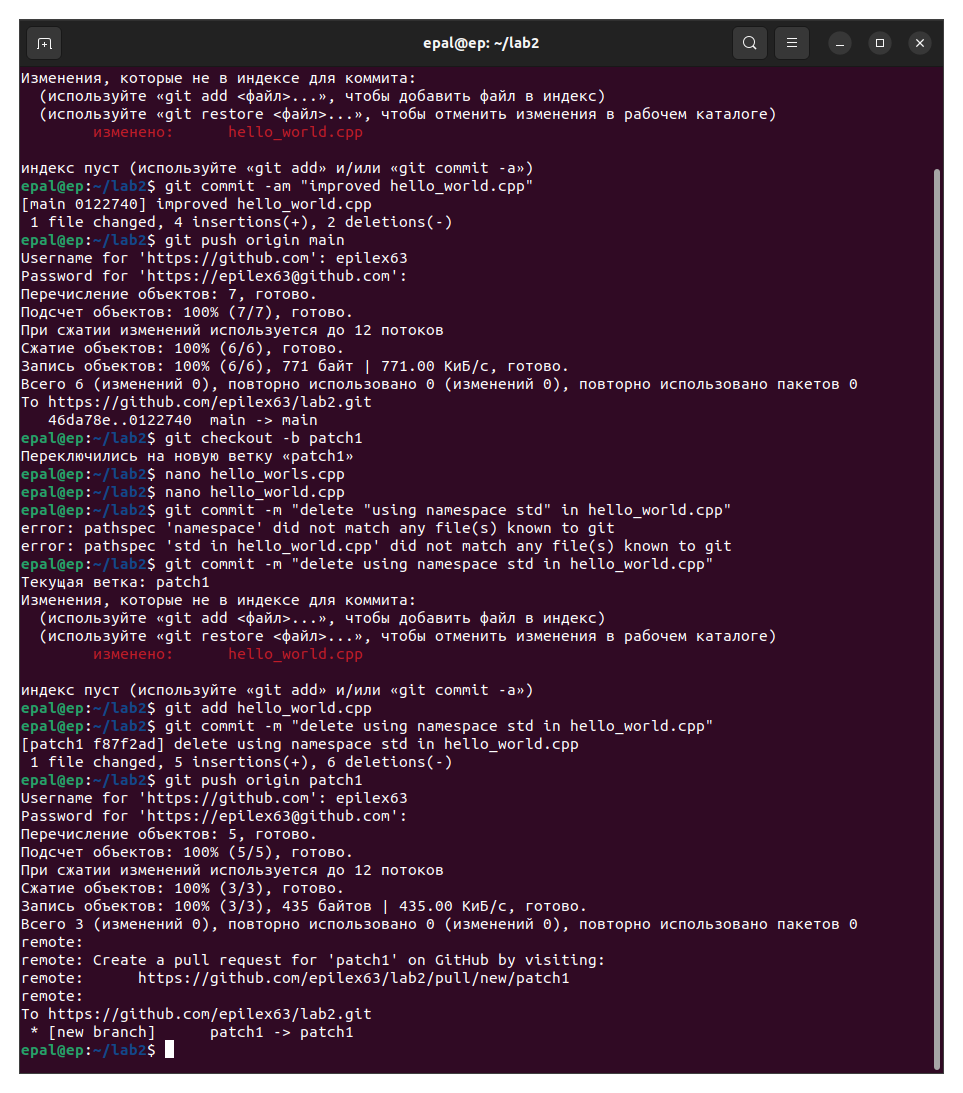 epal@ep: ~/lab2
Изменения, которые не в индексе для коммита:
  (используйте «git add <файл>...», чтобы добавить файл в индекс)
  (используйте «git restore <файл>...», чтобы отменить изменения в рабочем каталоге)
        изменено:      hello_world.cpp

индекс пуст (используйте «git add» и/или «git commit -a»)
epal@ep:~/lab2$ git commit -am "improved hello_world.cpp"
[main 0122740] improved hello_world.cpp
 1 file changed, 4 insertions(+), 2 deletions(-)
epal@ep:~/lab2$ git push origin main
Username for 'https://github.com': epilex63
Password for 'https://epilex63@github.com':
Перечисление объектов: 7, готово.
Подсчет объектов: 100% (7/7), готово.
При сжатии изменений используется до 12 потоков
Сжатие объектов: 100% (6/6), готово.
Запись объектов: 100% (6/6), 771 байт | 771.00 КиБ/с, готово.
Всего 6 (изменений 0), повторно использовано 0 (изменений 0), повторно использовано пакетов 0
To https://github.com/epilex63/lab2.git
   46da78e..0122740  main -> main
epal@ep:~/lab2$ git checkout -b patch1
Переключились на новую ветку «patch1»
epal@ep:~/lab2$ nano hello_worls.cpp
epal@ep:~/lab2$ nano hello_world.cpp
epal@ep:~/lab2$ git commit -m "delete "using namespace std" in hello_world.cpp"
error: pathspec 'namespace' did not match any file(s) known to git
error: pathspec 'std in hello_world.cpp' did not match any file(s) known to git
epal@ep:~/lab2$ git commit -m "delete using namespace std in hello_world.cpp"
Текущая ветка: patch1
Изменения, которые не в индексе для коммита:
  (используйте «git add <файл>...», чтобы добавить файл в индекс)
  (используйте «git restore <файл>...», чтобы отменить изменения в рабочем каталоге)
        изменено:      hello_world.cpp

индекс пуст (используйте «git add» и/или «git commit -a»)
epal@ep:~/lab2$ git add hello_world.cpp
epal@ep:~/lab2$ git commit -m "delete using namespace std in hello_world.cpp"
[patch1 f87f2ad] delete using namespace std in hello_world.cpp
 1 file changed, 5 insertions(+), 6 deletions(-)
epal@ep:~/lab2$ git push origin patch1
Username for 'https://github.com': epilex63
Password for 'https://epilex63@github.com':
Перечисление объектов: 5, готово.
Подсчет объектов: 100% (5/5), готово.
При сжатии изменений используется до 12 потоков
Сжатие объектов: 100% (3/3), готово.
Запись объектов: 100% (3/3), 435 байтов | 435.00 КиБ/с, готово.
Всего 3 (изменений 0), повторно использовано 0 (изменений 0), повторно использовано пакетов 0
remote:
remote: Create a pull request for 'patch1' on GitHub by visiting:
remote:      https://github.com/epilex63/lab2/pull/new/patch1
remote:
To https://github.com/epilex63/lab2.git
 * [new branch]      patch1 -> patch1
epal@ep:~/lab2$